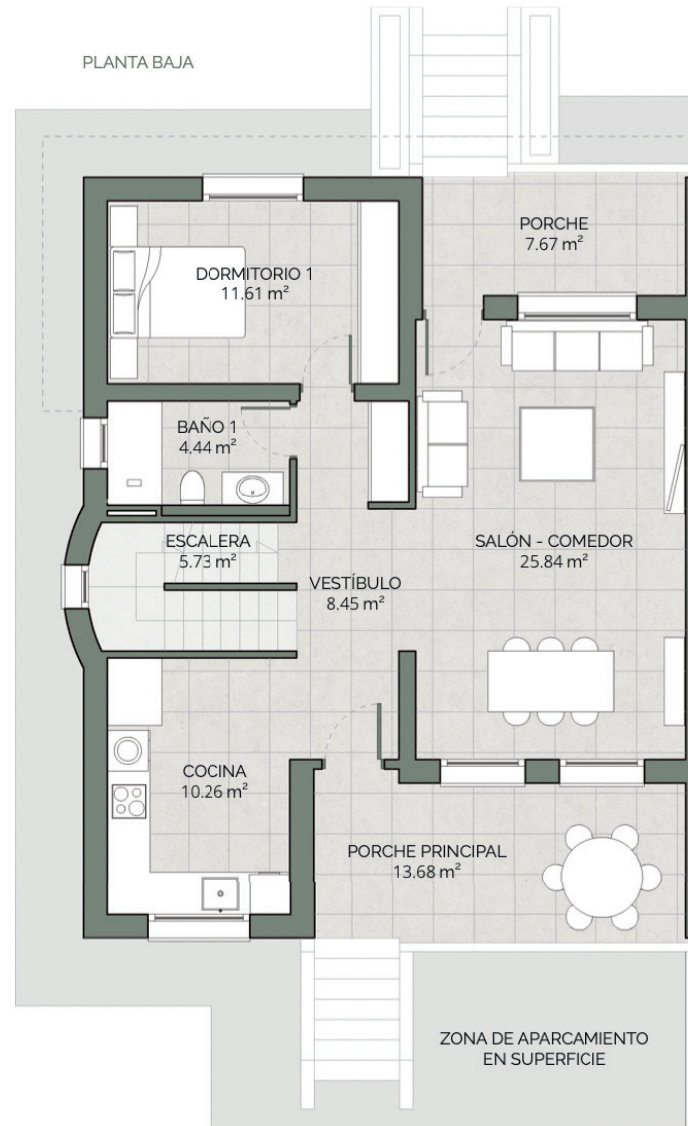 PLANTA BAJA
PORCHE
7.67 m²
DORMITORIO 1
11.61 m²
BAÑO 1
4.44 m²
ESCALERA
5.73 m²
SALÓN - COMEDOR
25.84 m²
VESTÍBULO
8.45 m²
COCINA
10.26 m²
PORCHE PRINCIPAL
13.68 m²
ZONA DE APARCAMIENTO
EN SUPERFICIE